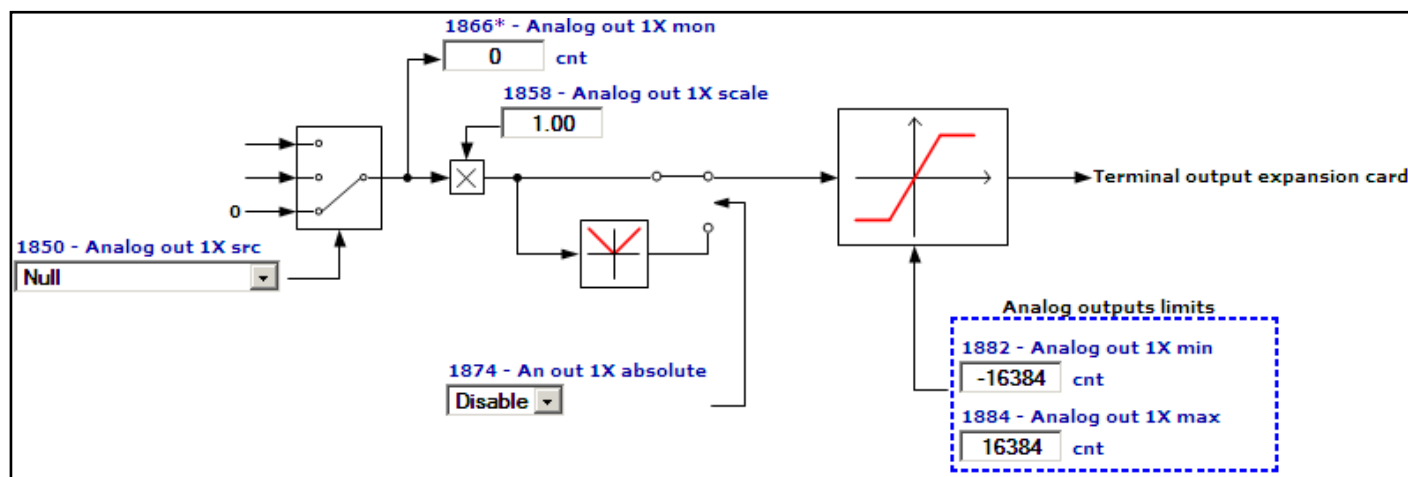 1866* - Analog out 1X mon
0 cnt
1858 - Analog out 1X scale
1.00
0
1850 - Analog out 1X src
Null
Terminal output expansion card
1874 - An out 1X absolute
Disable
Analog outputs limits
1882 - Analog out 1X min
-16384 cnt
1884 - Analog out 1X max
16384 cnt